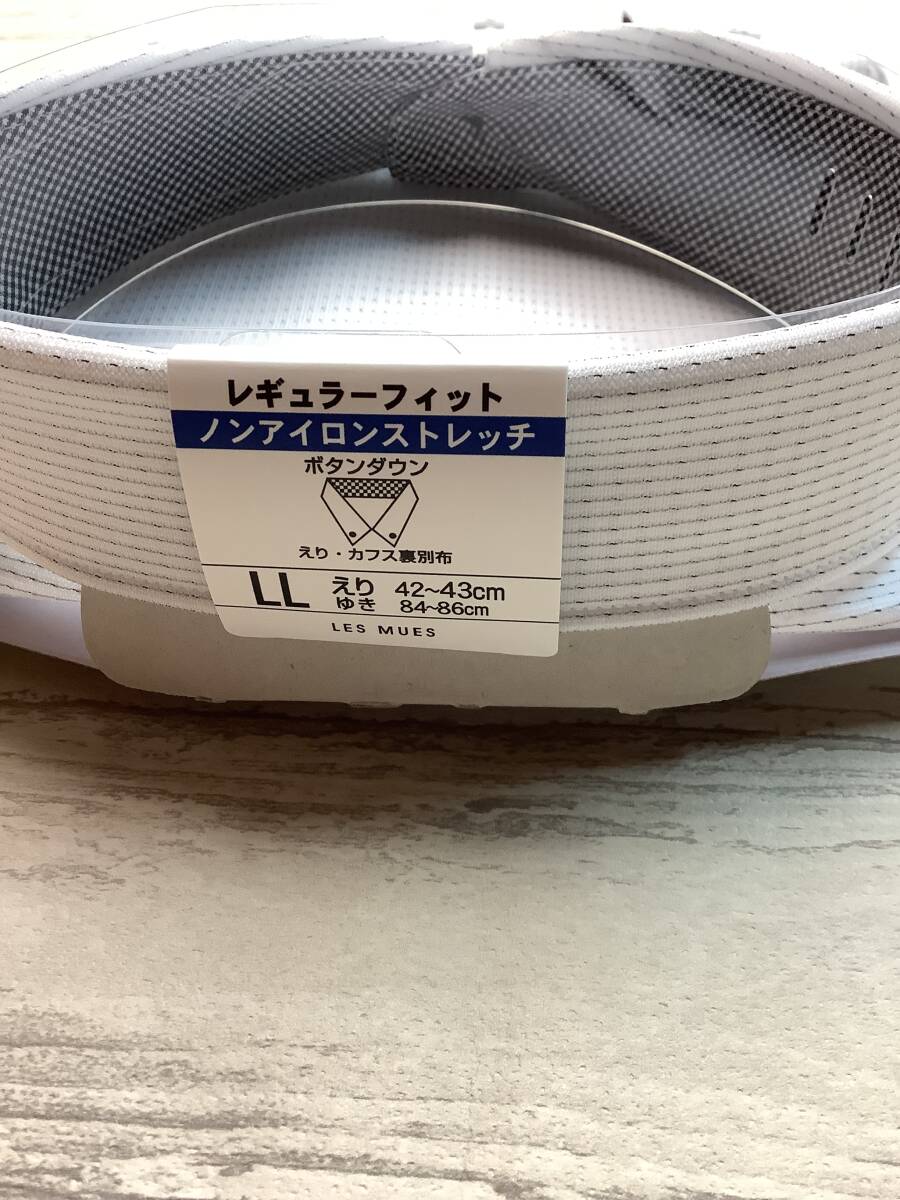 レギュラーフィット
ノンアイロンストレッチ
ボタンダウン
えり・カフス裏別布
LL えり 42~43cm
ゆき 84~86cm
LES MUES